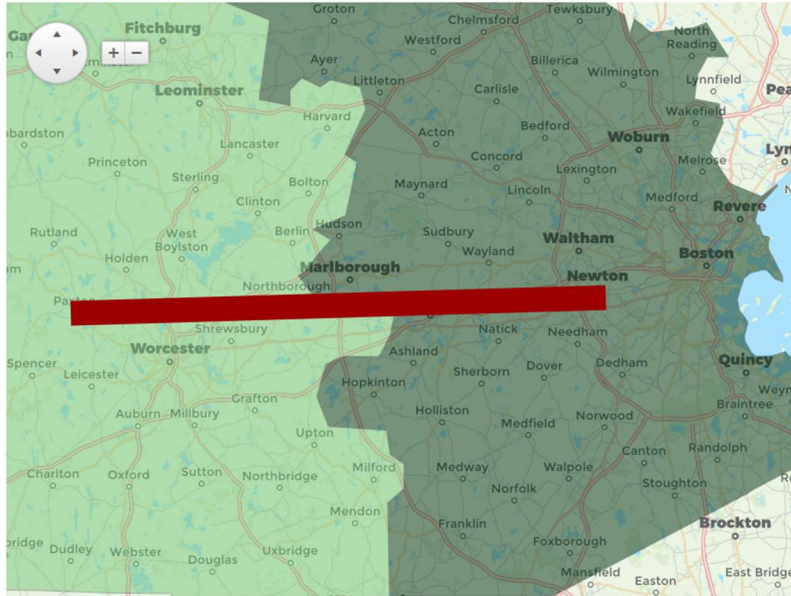 Groton
Tewksbury
Fitchburg
Chelmsford
North
Reading
Westford
Ayer
Billerica
Wilmington
Littleton
Lynnfield
Leominster
Carlisle
Harvard
Wakefield
Acton
Bedford
Woburn
Lancaster
Concord
Melrose
Princeton
Lexington
Sterling
Bolton
Maynard
Lincoln
Medford
Clinton
Revere
Rutland
West
Boylston
Berlin
Hudson
Sudbury
Waltham
Holden
Wayland
Boston
Marlborough
Newton
Northborough
Shrewsbury
Natick
Needham
Worcester
Ashland
Spencer
Leicester
Hopkinton
Sherborn
Dover
Dedham
Quincy
Auburn
Millbury
Grafton
Holliston
Medfield
Norwood
Braintree
Upton
Canton
Randolph
Charlton
Oxford
Sutton
Northbridge
Milford
Medway
Walpole
Stoughton
Norfolk
Mendon
Franklin
Brockton
Foxborough
Dudley
Webster
Douglas
Uxbridge
Mansfield
Easton
East Bridge